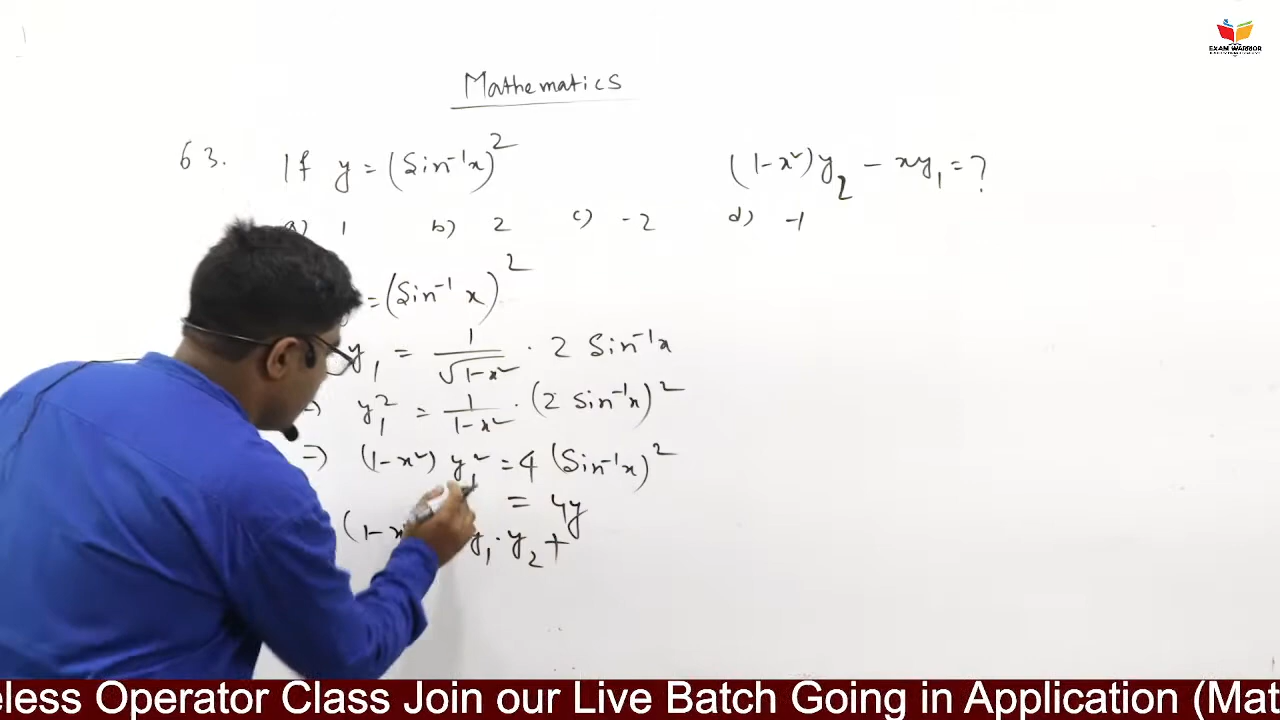 EXAM WARRIOR
Mathematics
63. If y = (Sin⁻¹x)² (1-x²)y₂ - xy₁ = ?
a) 1 b) 2 c) -2 d) -1
= (Sin⁻¹ x)²
y₁ = 1/√1-x² · 2 Sin⁻¹x
y₁² = 1/1-x² · (2 Sin⁻¹x)²
⇒ (1-x²) y₁² = 4 (Sin⁻¹x)²
= 4y
(1-x y₁·y₂ +
eless Operator Class Join our Live Batch Going in Application (Mat